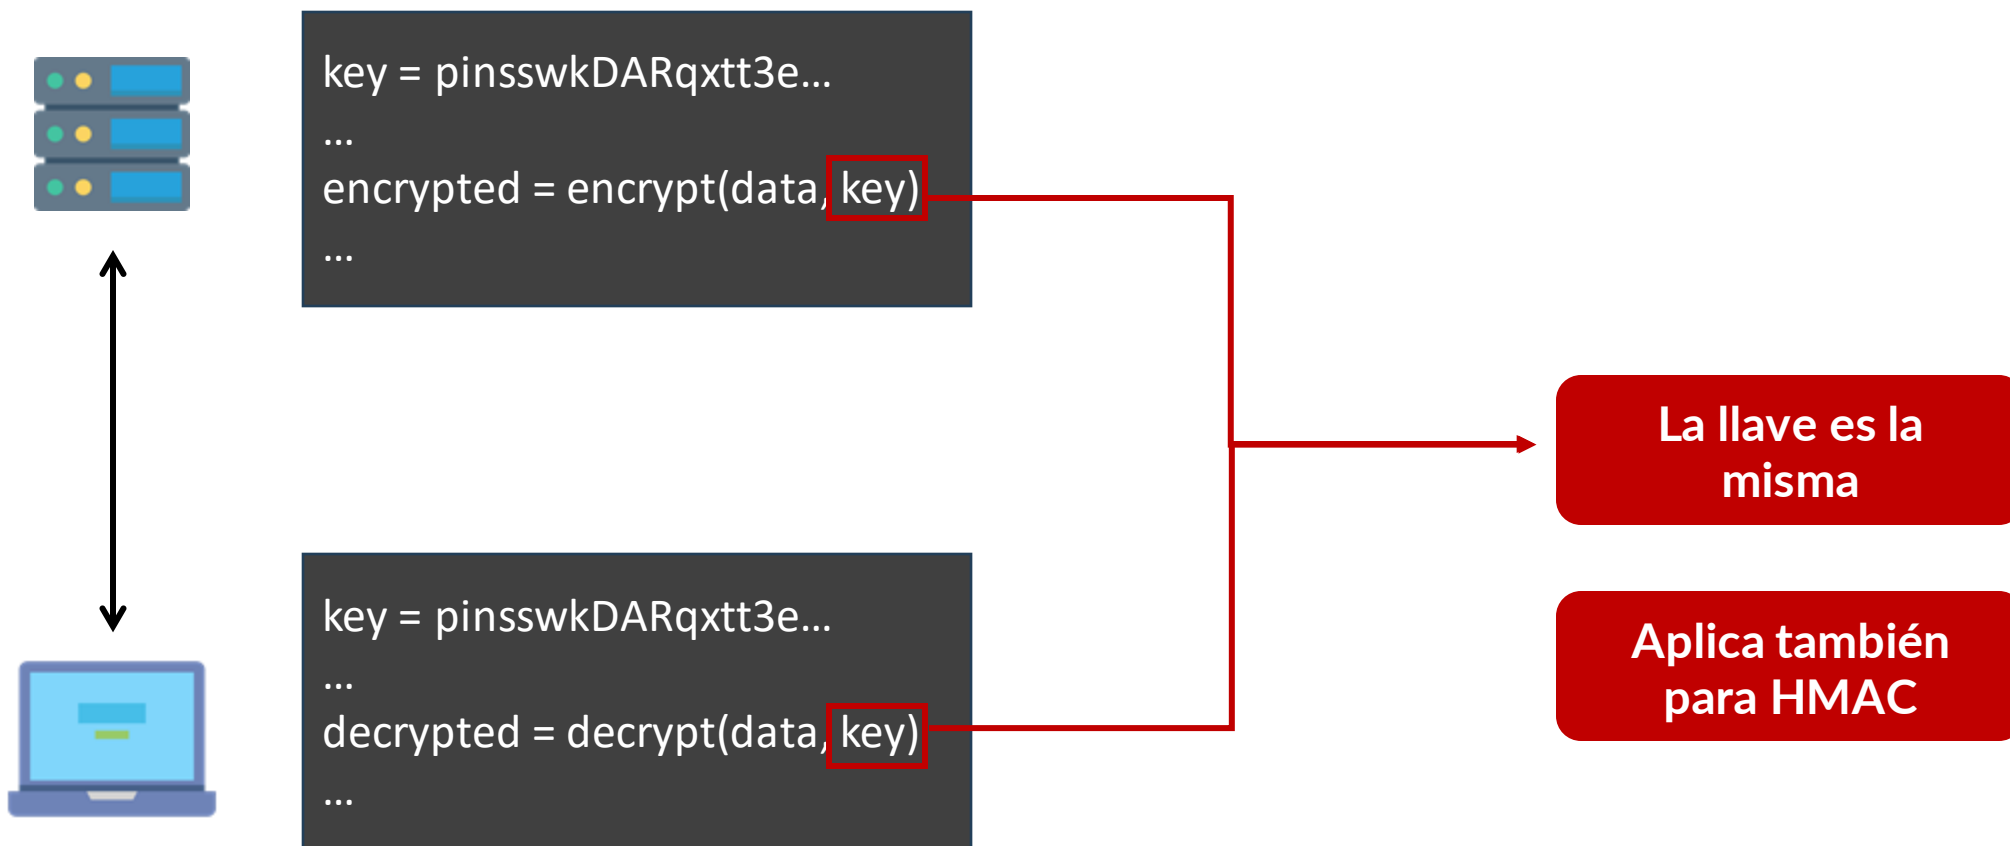 key = pinsswkDARqxtt3e...
...
encrypted = encrypt(data, key)
...
La llave es la
misma
Aplica también
para HMAC
key = pinsswkDARqxtt3e...
...
decrypted = decrypt(data, key)
...